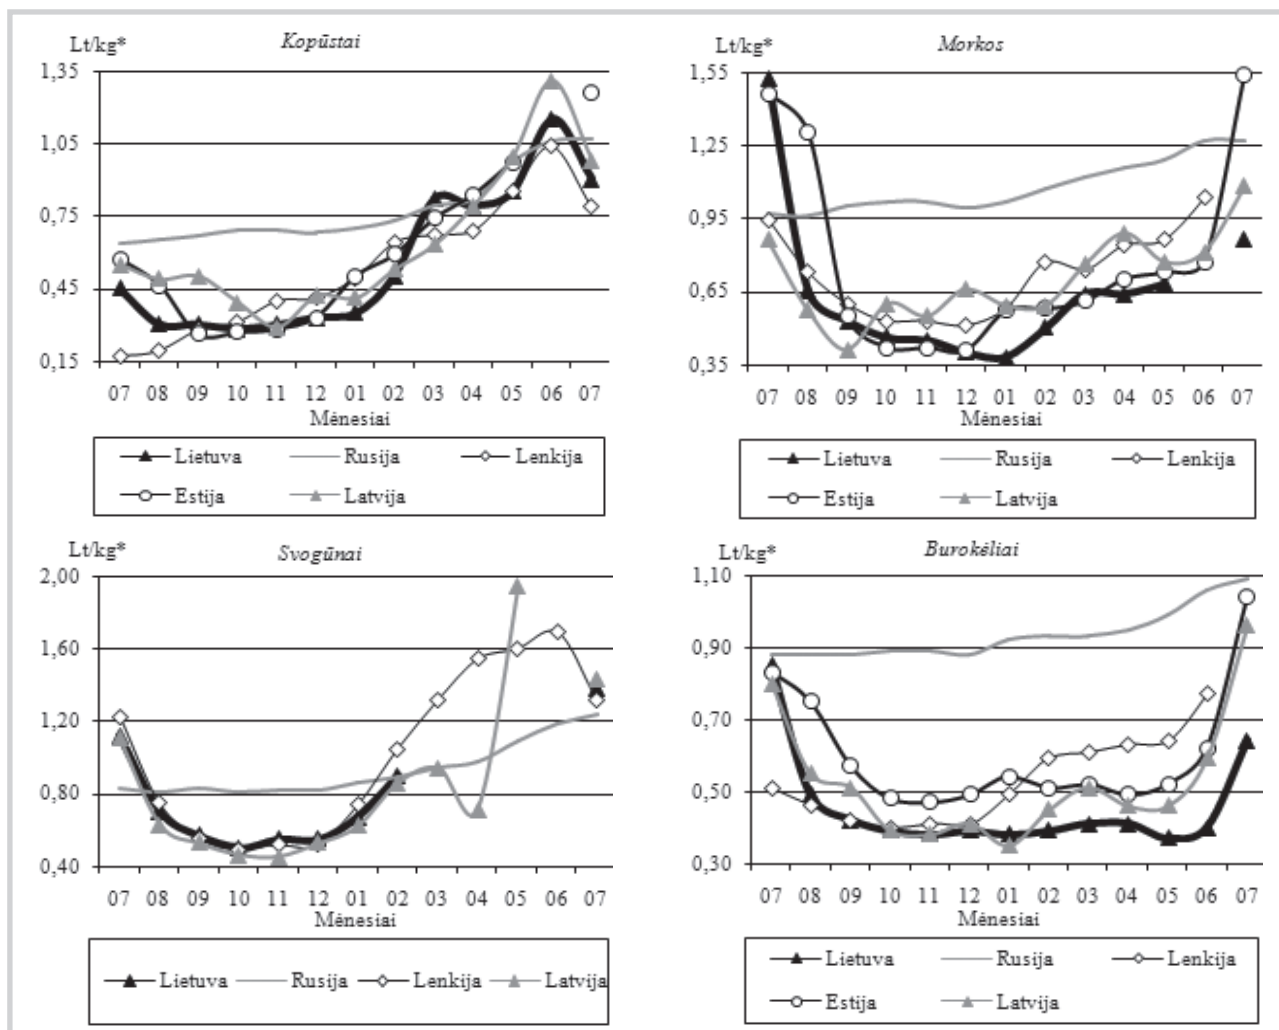 Kopūstai
Lt/kg*
1,35
1,05
0,75
0,45
0,15
07 08 09 10 11 12 01 02 03 04 05 06 07
Mėnesiai
Lietuva Rusija Lenkija
Estija Latvija
Morkos
Lt/kg*
1,55
1,25
0,95
0,65
0,35
07 08 09 10 11 12 01 02 03 04 05 06 07
Mėnesiai
Lietuva Rusija Lenkija
Estija Latvija
Svogūnai
Lt/kg*
2,00
1,60
1,20
0,80
0,40
07 08 09 10 11 12 01 02 03 04 05 06 07
Mėnesiai
Lietuva Rusija Lenkija Latvija
Burokėliai
Lt/kg*
1,10
0,90
0,70
0,50
0,30
07 08 09 10 11 12 01 02 03 04 05 06 07
Mėnesiai
Lietuva Rusija Lenkija
Estija Latvija